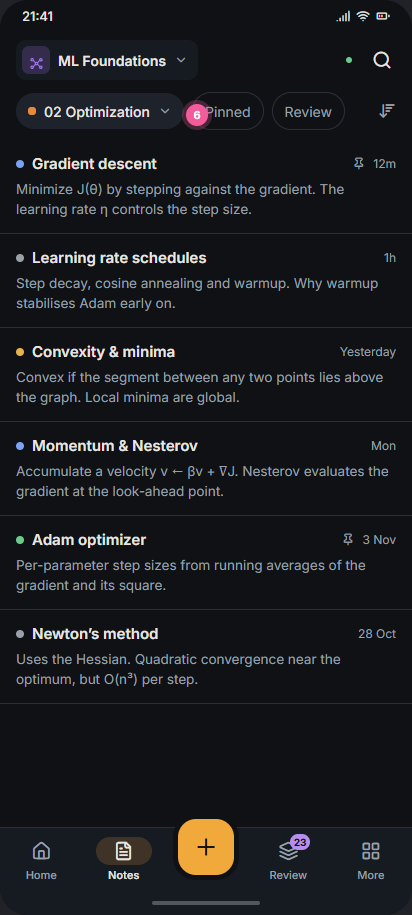 21:41
ML Foundations
02 Optimization
6
Pinned
Review
Gradient descent
12m
Minimize J(θ) by stepping against the gradient. The
learning rate η controls the step size.
Learning rate schedules
1h
Step decay, cosine annealing and warmup. Why warmup
stabilises Adam early on.
Convexity & minima
Yesterday
Convex if the segment between any two points lies above
the graph. Local minima are global.
Momentum & Nesterov
Mon
Accumulate a velocity v ← βv + ∇J. Nesterov evaluates the
gradient at the look-ahead point.
Adam optimizer
3 Nov
Per-parameter step sizes from running averages of the
gradient and its square.
Newton’s method
28 Oct
Uses the Hessian. Quadratic convergence near the
optimum, but O(n³) per step.
23
Home
Notes
Review
More